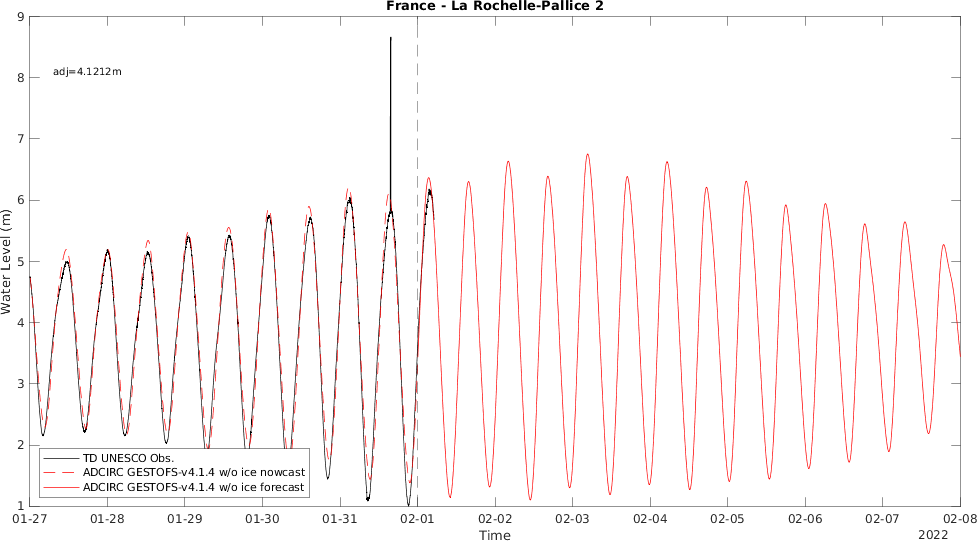 France - La Rochelle-Pallice 2
9
adj=4.1212m
8
7
6
5
4
3
2
1
Water Level (m)
TD UNESCO Obs.
ADCIRC GESTOFS-v4.1.4 w/o ice nowcast
ADCIRC GESTOFS-v4.1.4 w/o ice forecast
01-27 01-28 01-29 01-30 01-31 02-01 02-02 02-03 02-04 02-05 02-06 02-07 02-08
Time
2022